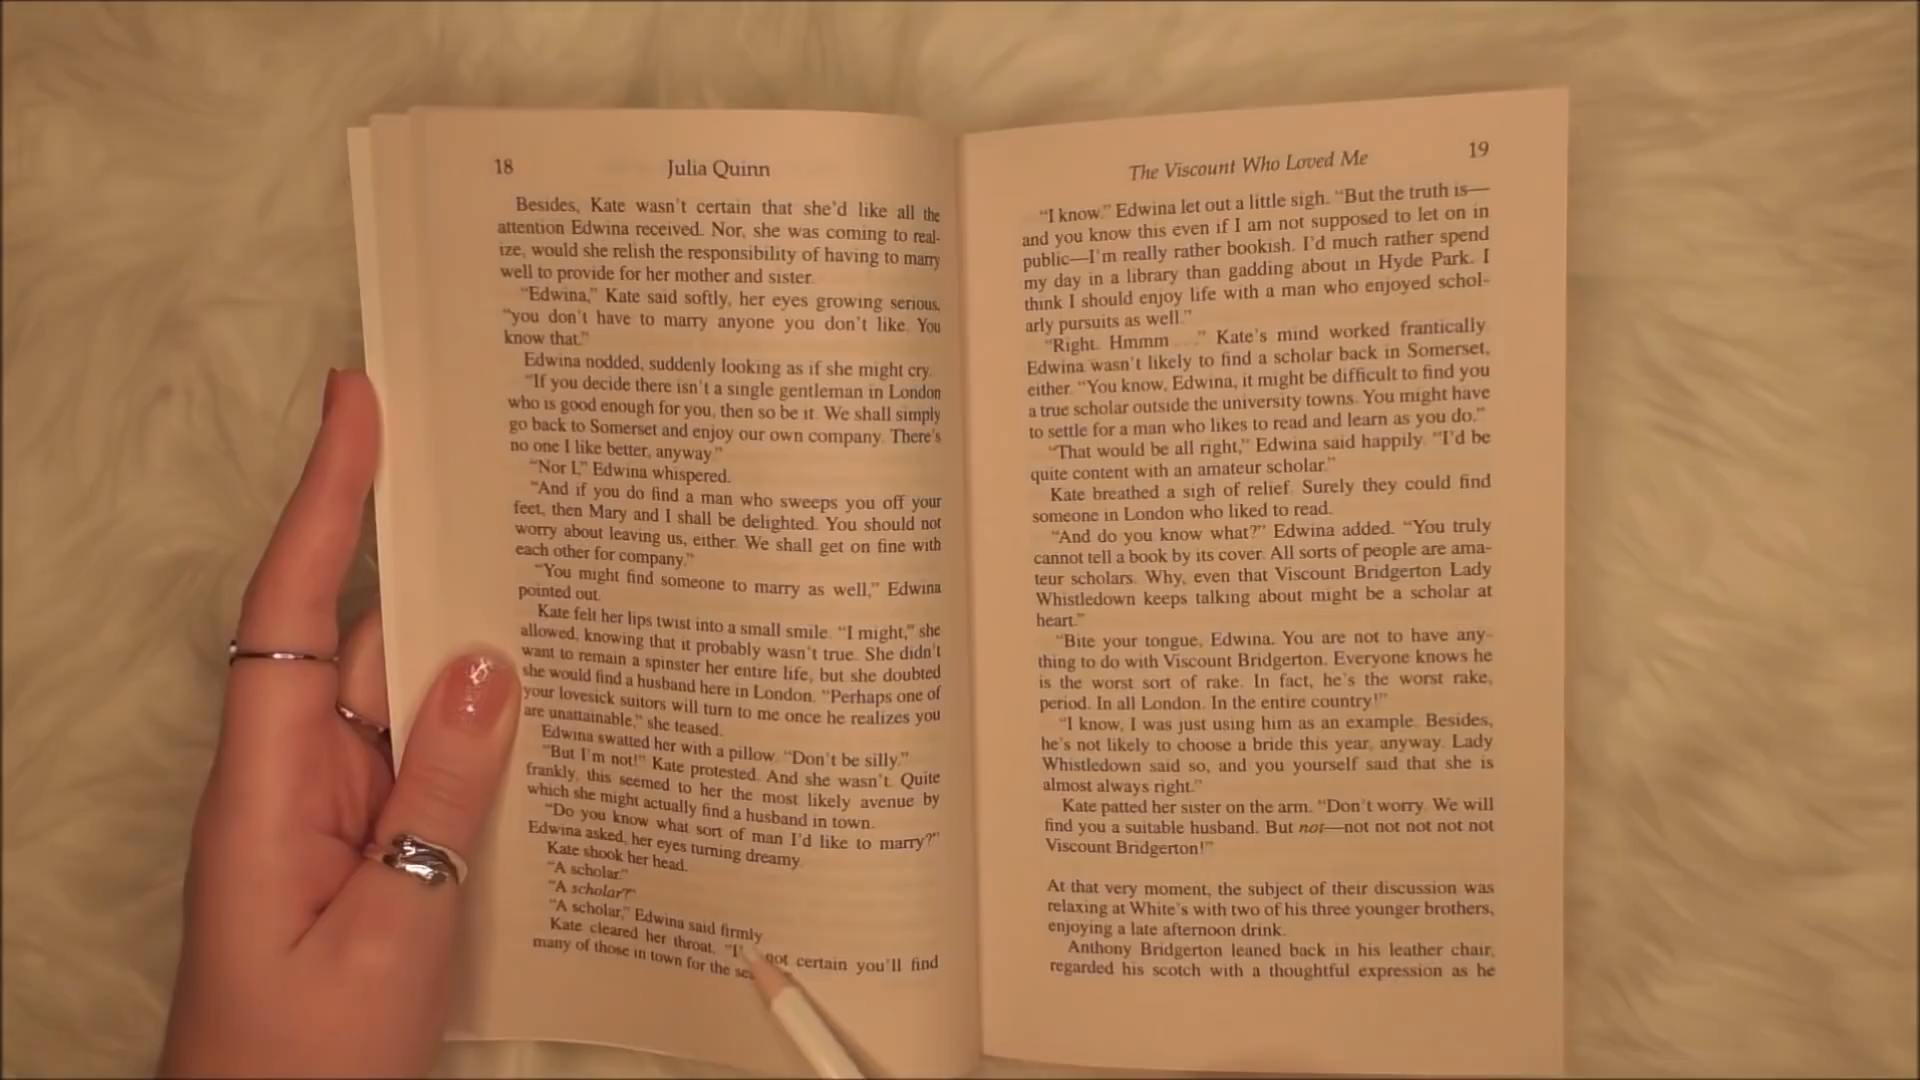 18
Julia Quinn
Besides, Kate wasn't certain that she'd like all the
attention Edwina received. Nor, she was coming to real-
ize, would she relish the responsibility of having to marry
well to provide for her mother and sister.
"Edwina," Kate said softly, her eyes growing serious,
"you don't have to marry anyone you don't like. You
know that."
Edwina nodded, suddenly looking as if she might cry.
"If you decide there isn't a single gentleman in London
who is good enough for you, then so be it. We shall simply
go back to Somerset and enjoy our own company. There's
no one I like better, anyway."
"Nor I," Edwina whispered.
"And if you do find a man who sweeps you off your
feet, then Mary and I shall be delighted. You should not
worry about leaving us, either. We shall get on fine with
each other for company."
"You might find someone to marry as well," Edwina
pointed out.
Kate felt her lips twist into a small smile. "I might," she
allowed, knowing that it probably wasn't true. She didn't
want to remain a spinster her entire life, but she doubted
she would find a husband here in London. "Perhaps one of
your lovesick suitors will turn to me once he realizes you
are unattainable," she teased.
Edwina swatted her with a pillow. "Don't be silly."
"But I'm not!" Kate protested. And she wasn't. Quite
frankly, this seemed to her the most likely avenue by
which she might actually find a husband in town.
"Do you know what sort of man I'd like to marry?"
Edwina asked, her eyes turning dreamy.
Kate shook her head.
"A scholar."
"A scholar?"
"A scholar," Edwina said firmly
Kate cleared her throat. not certain you'll find
many of those in town for the
The Viscount Who Loved Me
19
"I know." Edwina let out a little sigh. "But the truth is—
and you know this even if I am not supposed to let on in
public—I'm really rather bookish. I'd much rather spend
my day in a library than gadding about in Hyde Park. I
think I should enjoy life with a man who enjoyed schol-
arly pursuits as well."
"Right. Hmmm . . ." Kate's mind worked frantically
Edwina wasn't likely to find a scholar back in Somerset,
either. "You know, Edwina, it might be difficult to find you
a true scholar outside the university towns. You might have
to settle for a man who likes to read and learn as you do."
"That would be all right," Edwina said happily. "I'd be
quite content with an amateur scholar."
Kate breathed a sigh of relief. Surely they could find
someone in London who liked to read.
"And do you know what?" Edwina added. "You truly
cannot tell a book by its cover. All sorts of people are ama-
teur scholars. Why, even that Viscount Bridgerton Lady
Whistledown keeps talking about might be a scholar at
heart."
"Bite your tongue, Edwina. You are not to have any-
thing to do with Viscount Bridgerton. Everyone knows he
is the worst sort of rake. In fact, he's the worst rake,
period. In all London. In the entire country!"
"I know, I was just using him as an example. Besides,
he's not likely to choose a bride this year, anyway. Lady
Whistledown said so, and you yourself said that she is
almost always right."
Kate patted her sister on the arm. "Don't worry. We will
find you a suitable husband. But not—not not not not not
Viscount Bridgerton!"
At that very moment, the subject of their discussion was
relaxing at White's with two of his three younger brothers,
enjoying a late afternoon drink.
Anthony Bridgerton leaned back in his leather chair,
regarded his scotch with a thoughtful expression as he